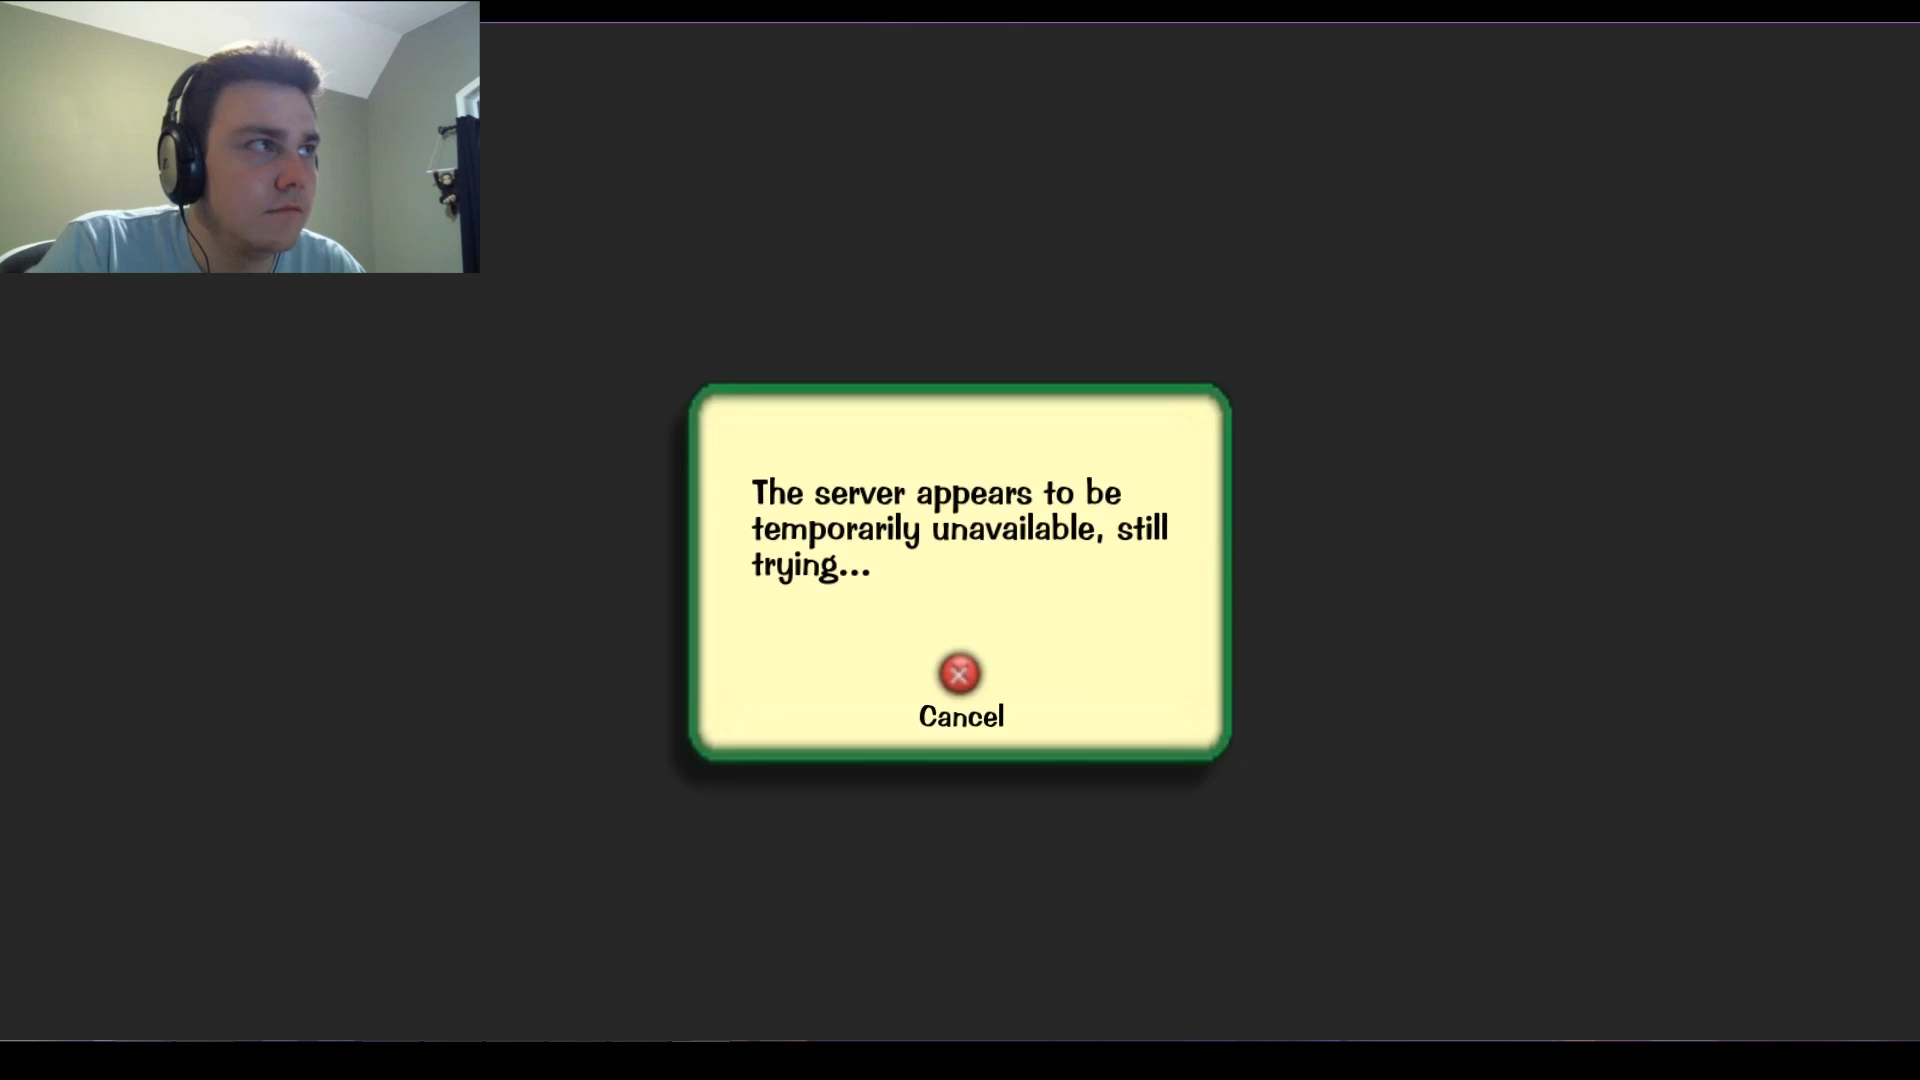 The server appears to be
temporarily unavailable, still
trying...
Cancel